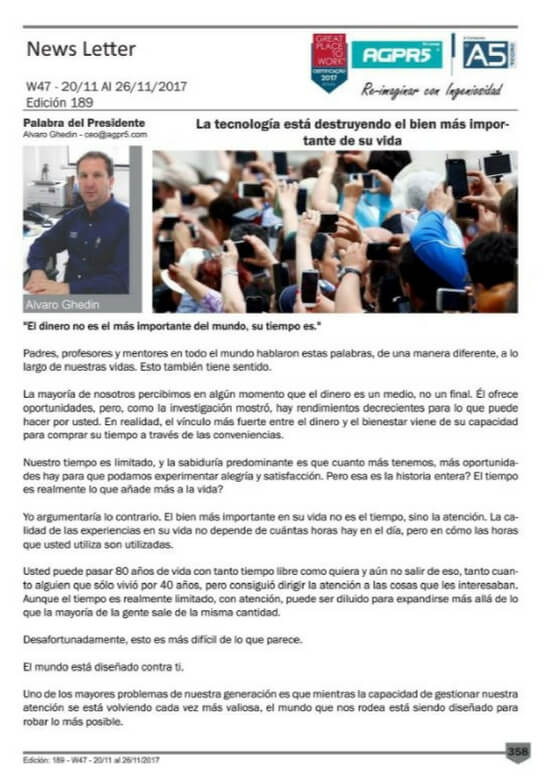 News Letter
W47 - 20/11 Al 26/11/2017
Edición 189
GREAT
PLACE
TO
WORK
CERTIFICAÇÃO
2017
AGPR5
A5
Re-imaginar con Ingeniosidad
Palabra del Presidente
Alvaro Ghedin - ceo@agpr5.com
La tecnología está destruyendo el bien más impor-
tante de su vida
Alvaro Ghedin
"El dinero no es el más importante del mundo, su tiempo es."
Padres, profesores y mentores en todo el mundo hablaron estas palabras, de una manera diferente, a lo
largo de nuestras vidas. Esto también tiene sentido.
La mayoría de nosotros percibimos en algún momento que el dinero es un medio, no un final. Él ofrece
oportunidades, pero, como la investigación mostró, hay rendimientos decrecientes para lo que puede
hacer por usted. En realidad, el vínculo más fuerte entre el dinero y el bienestar viene de su capacidad
para comprar su tiempo a través de las conveniencias.
Nuestro tiempo es limitado, y la sabiduría predominante es que cuanto más tenemos, más oportunida-
des hay para que podamos experimentar alegría y satisfacción. Pero esa es la historia entera? El tiempo
es realmente lo que añade más a la vida?
Yo argumentaría lo contrario. El bien más importante en su vida no es el tiempo, sino la atención. La ca-
lidad de las experiencias en su vida no depende de cuántas horas hay en el día, pero en cómo las horas
que usted utiliza son utilizadas.
Usted puede pasar 80 años de vida con tanto tiempo libre como quiera y aún no salir de eso, tanto cuan-
to alguien que sólo vivió por 40 años, pero consiguió dirigir la atención a las cosas que les interesaban.
Aunque el tiempo es realmente limitado, con atención, puede ser diluido para expandirse más allá de lo
que la mayoría de la gente sale de la misma cantidad.
Desafortunadamente, esto es más difícil de lo que parece.
El mundo está diseñado contra ti.
Uno de los mayores problemas de nuestra generación es que mientras la capacidad de gestionar nuestra
atención se está volviendo cada vez más valiosa, el mundo que nos rodea está siendo diseñado para
robar lo más posible.
358
Edición: 189 - W47 - 20/11 al 26/11/2017